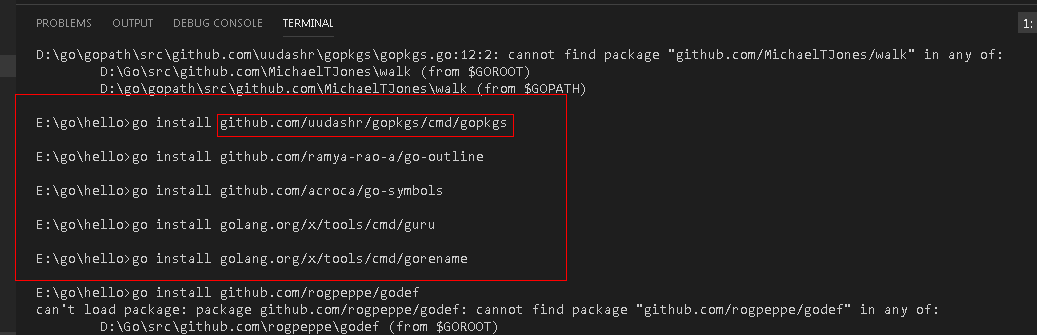 PROBLEMS OUTPUT DEBUG CONSOLE TERMINAL 1:
D:\go\gopath\src\github.com\uudashr\gopkgs\gopkgs.go:12:2: cannot find package "github.com/MichaelTJones/walk" in any of:
D:\Go\src\github.com\MichaelTJones\walk (from $GOROOT)
D:\go\gopath\src\github.com\MichaelTJones\walk (from $GOPATH)
E:\go\hello>go install github.com/uudashr/gopkgs/cmd/gopkgs
E:\go\hello>go install github.com/ramya-rao-a/go-outline
E:\go\hello>go install github.com/acroca/go-symbols
E:\go\hello>go install golang.org/x/tools/cmd/guru
E:\go\hello>go install golang.org/x/tools/cmd/gorename
E:\go\hello>go install github.com/rogpeppe/godef
can't load package: package github.com/rogpeppe/godef: cannot find package "github.com/rogpeppe/godef" in any of:
D:\Go\src\github.com\rogpeppe\godef (from $GOROOT)